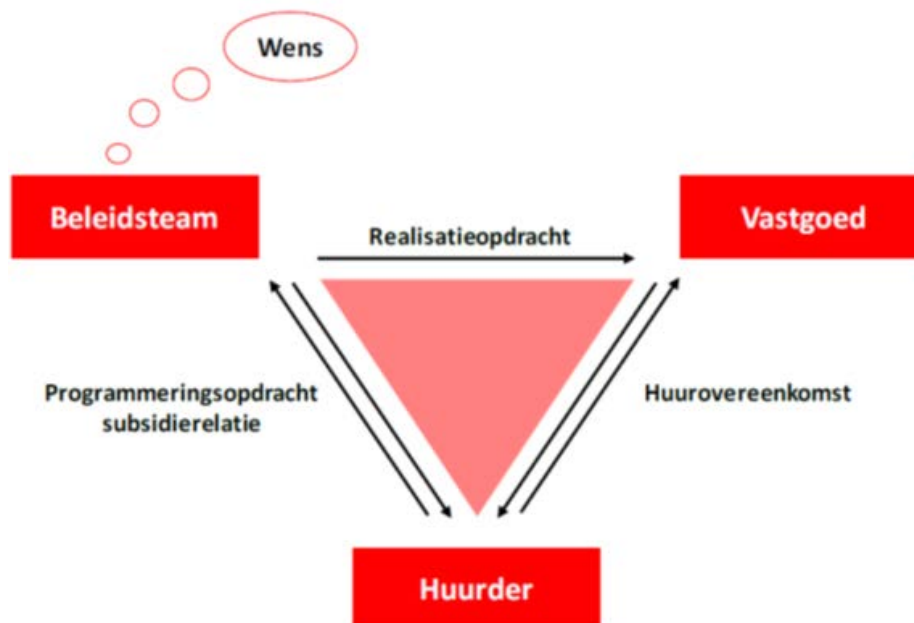 Wens
Beleidsteam
Vastgoed
Realisatieopdracht
Programmeringsopdracht
subsidierelatie
Huurovereenkomst
Huurder